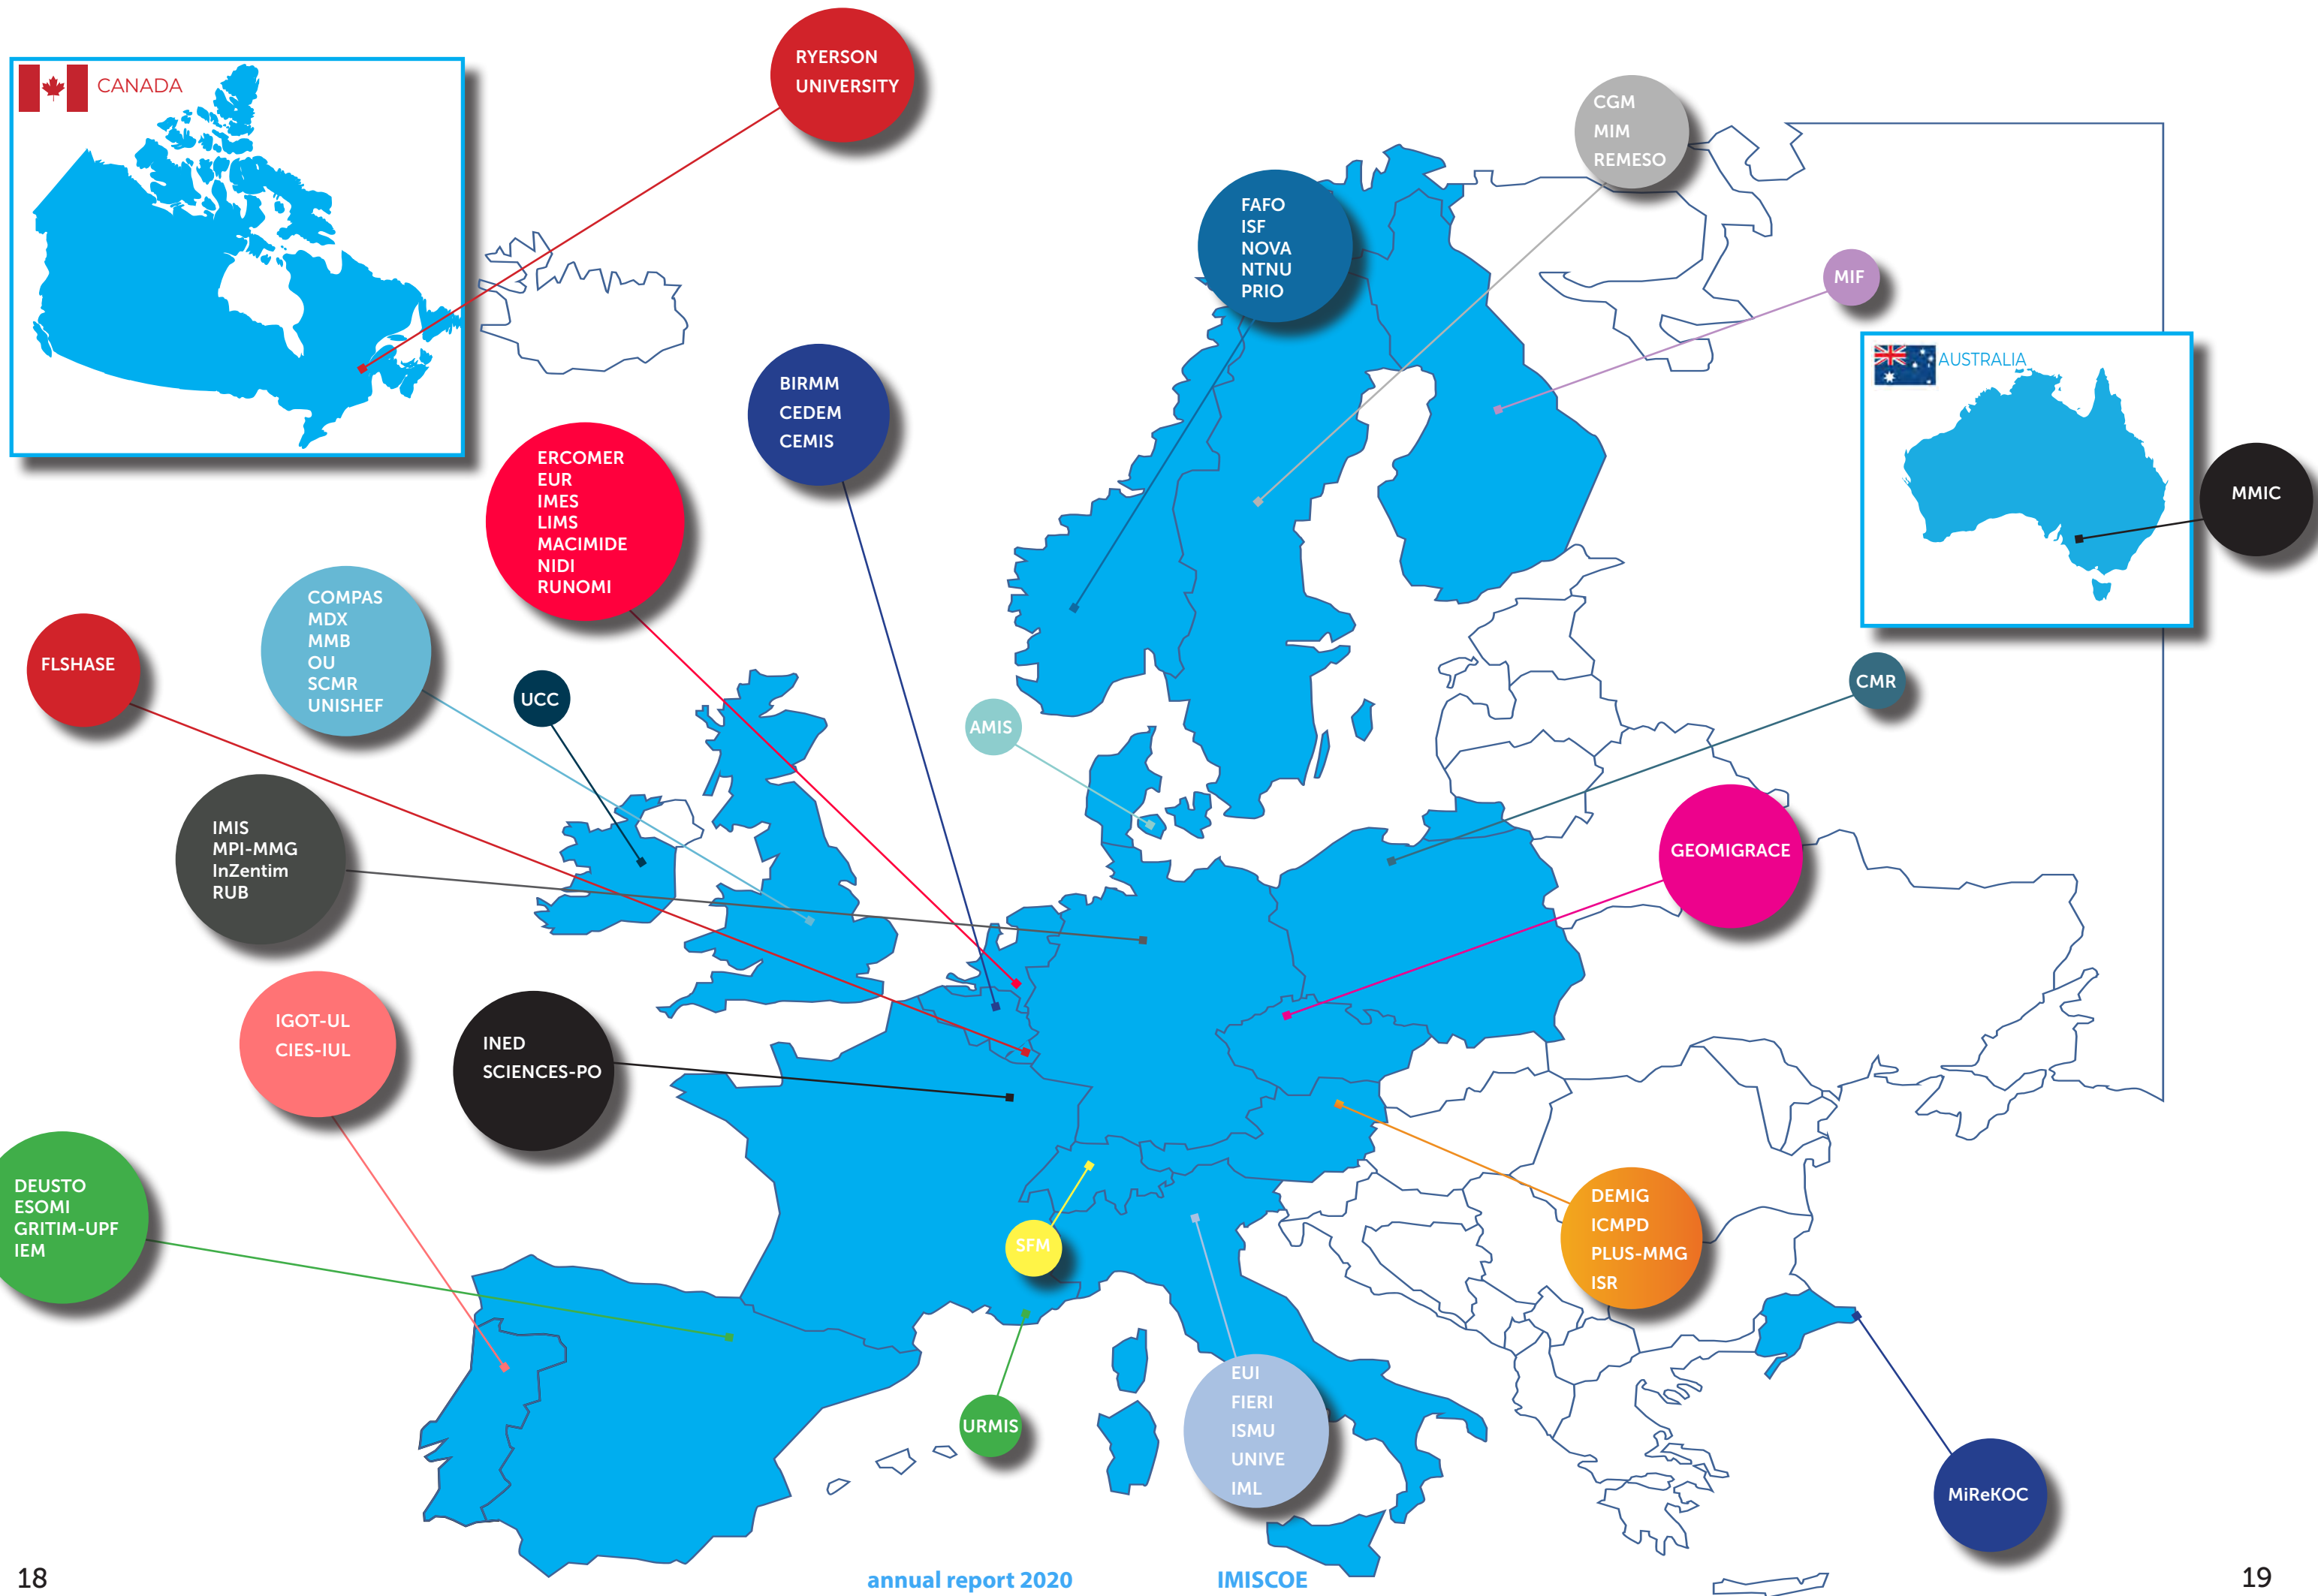 CANADA
RYERSON
UNIVERSITY
CGM
MIM
REMESO
FAFO
ISF
NOVA
NTNU
PRIO
MIF
AUSTRALIA
MMIC
BIRMM
CEDEM
CEMIS
ERCOMER
EUR
IMES
LIMS
MACIMIDE
NIDI
RUNOMI
COMPAS
MDX
MMB
OU
SCMR
UNISHEF
FLSHASE
UCC
AMIS
CMR
IMIS
MPI-MMG
InZentim
RUB
GEOMIGRACE
IGOT-UL
CIES-IUL
INED
SCIENCES-PO
DEUSTO
ESOMI
GRITIM-UPF
IEM
SFM
DEMIG
ICMPD
PLUS-MMG
ISR
URMIS
EUI
FIERI
ISMU
UNIVE
IML
MiReKOC
18
annual report 2020
IMISCOE
19